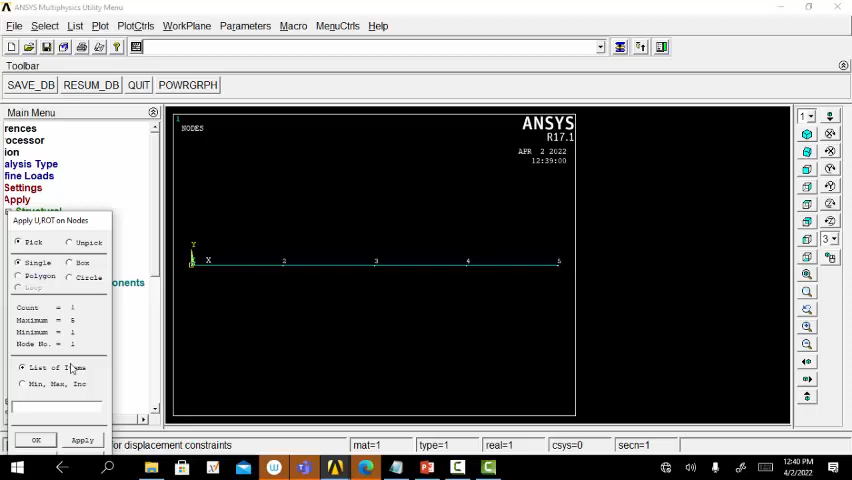 ANSYS Multiphysics Utility Menu
File Select List Plot PlotCtrls WorkPlane Parameters Macro MenuCtrls Help
Toolbar
SAVE_DB RESUM_DB QUIT POWRGRPH
Main Menu
rences
rocessor
ion
alysis Type
fine Loads
Settings
Apply
Structural
Apply U,ROT on Nodes
Pick Unpick
Single Box
Polygon Circle
Loop
Count = 1
Maximum = 5
Minimum = 1
Node No. = 1
List of Items
Min, Max, Inc
OK Apply
onents
1
NODES
ANSYS
R17.1
APR 2 2022
12:39:00
Y
X 2 3 4 5
1
3
for displacement constraints
mat=1 type=1 real=1 csys=0 secn=1
12:40 PM
4/2/2022